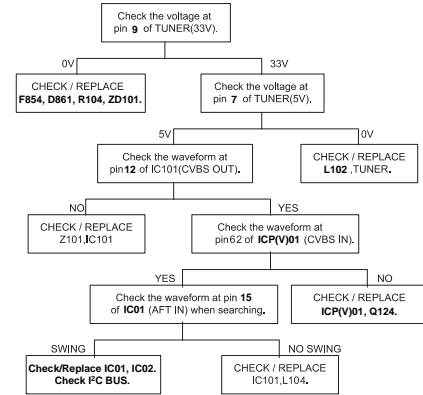 Check the voltage at
pin 9 of TUNER(33V).
0V
33V
CHECK / REPLACE
F854, D861, R104, ZD101.
Check the voltage at
pin 7 of TUNER(5V).
5V
0V
Check the waveform at
pin12 of IC101(CVBS OUT).
CHECK / REPLACE
L102 ,TUNER.
NO
YES
CHECK / REPLACE
Z101,IC101
Check the waveform at
pin62 of ICP(V)01 (CVBS IN).
YES
NO
Check the waveform at pin 15
of IC01 (AFT IN) when searching.
CHECK / REPLACE
ICP(V)01, Q124.
SWING
NO SWING
Check/Replace IC01, IC02.
Check I²C BUS.
CHECK / REPLACE
IC101,L104.